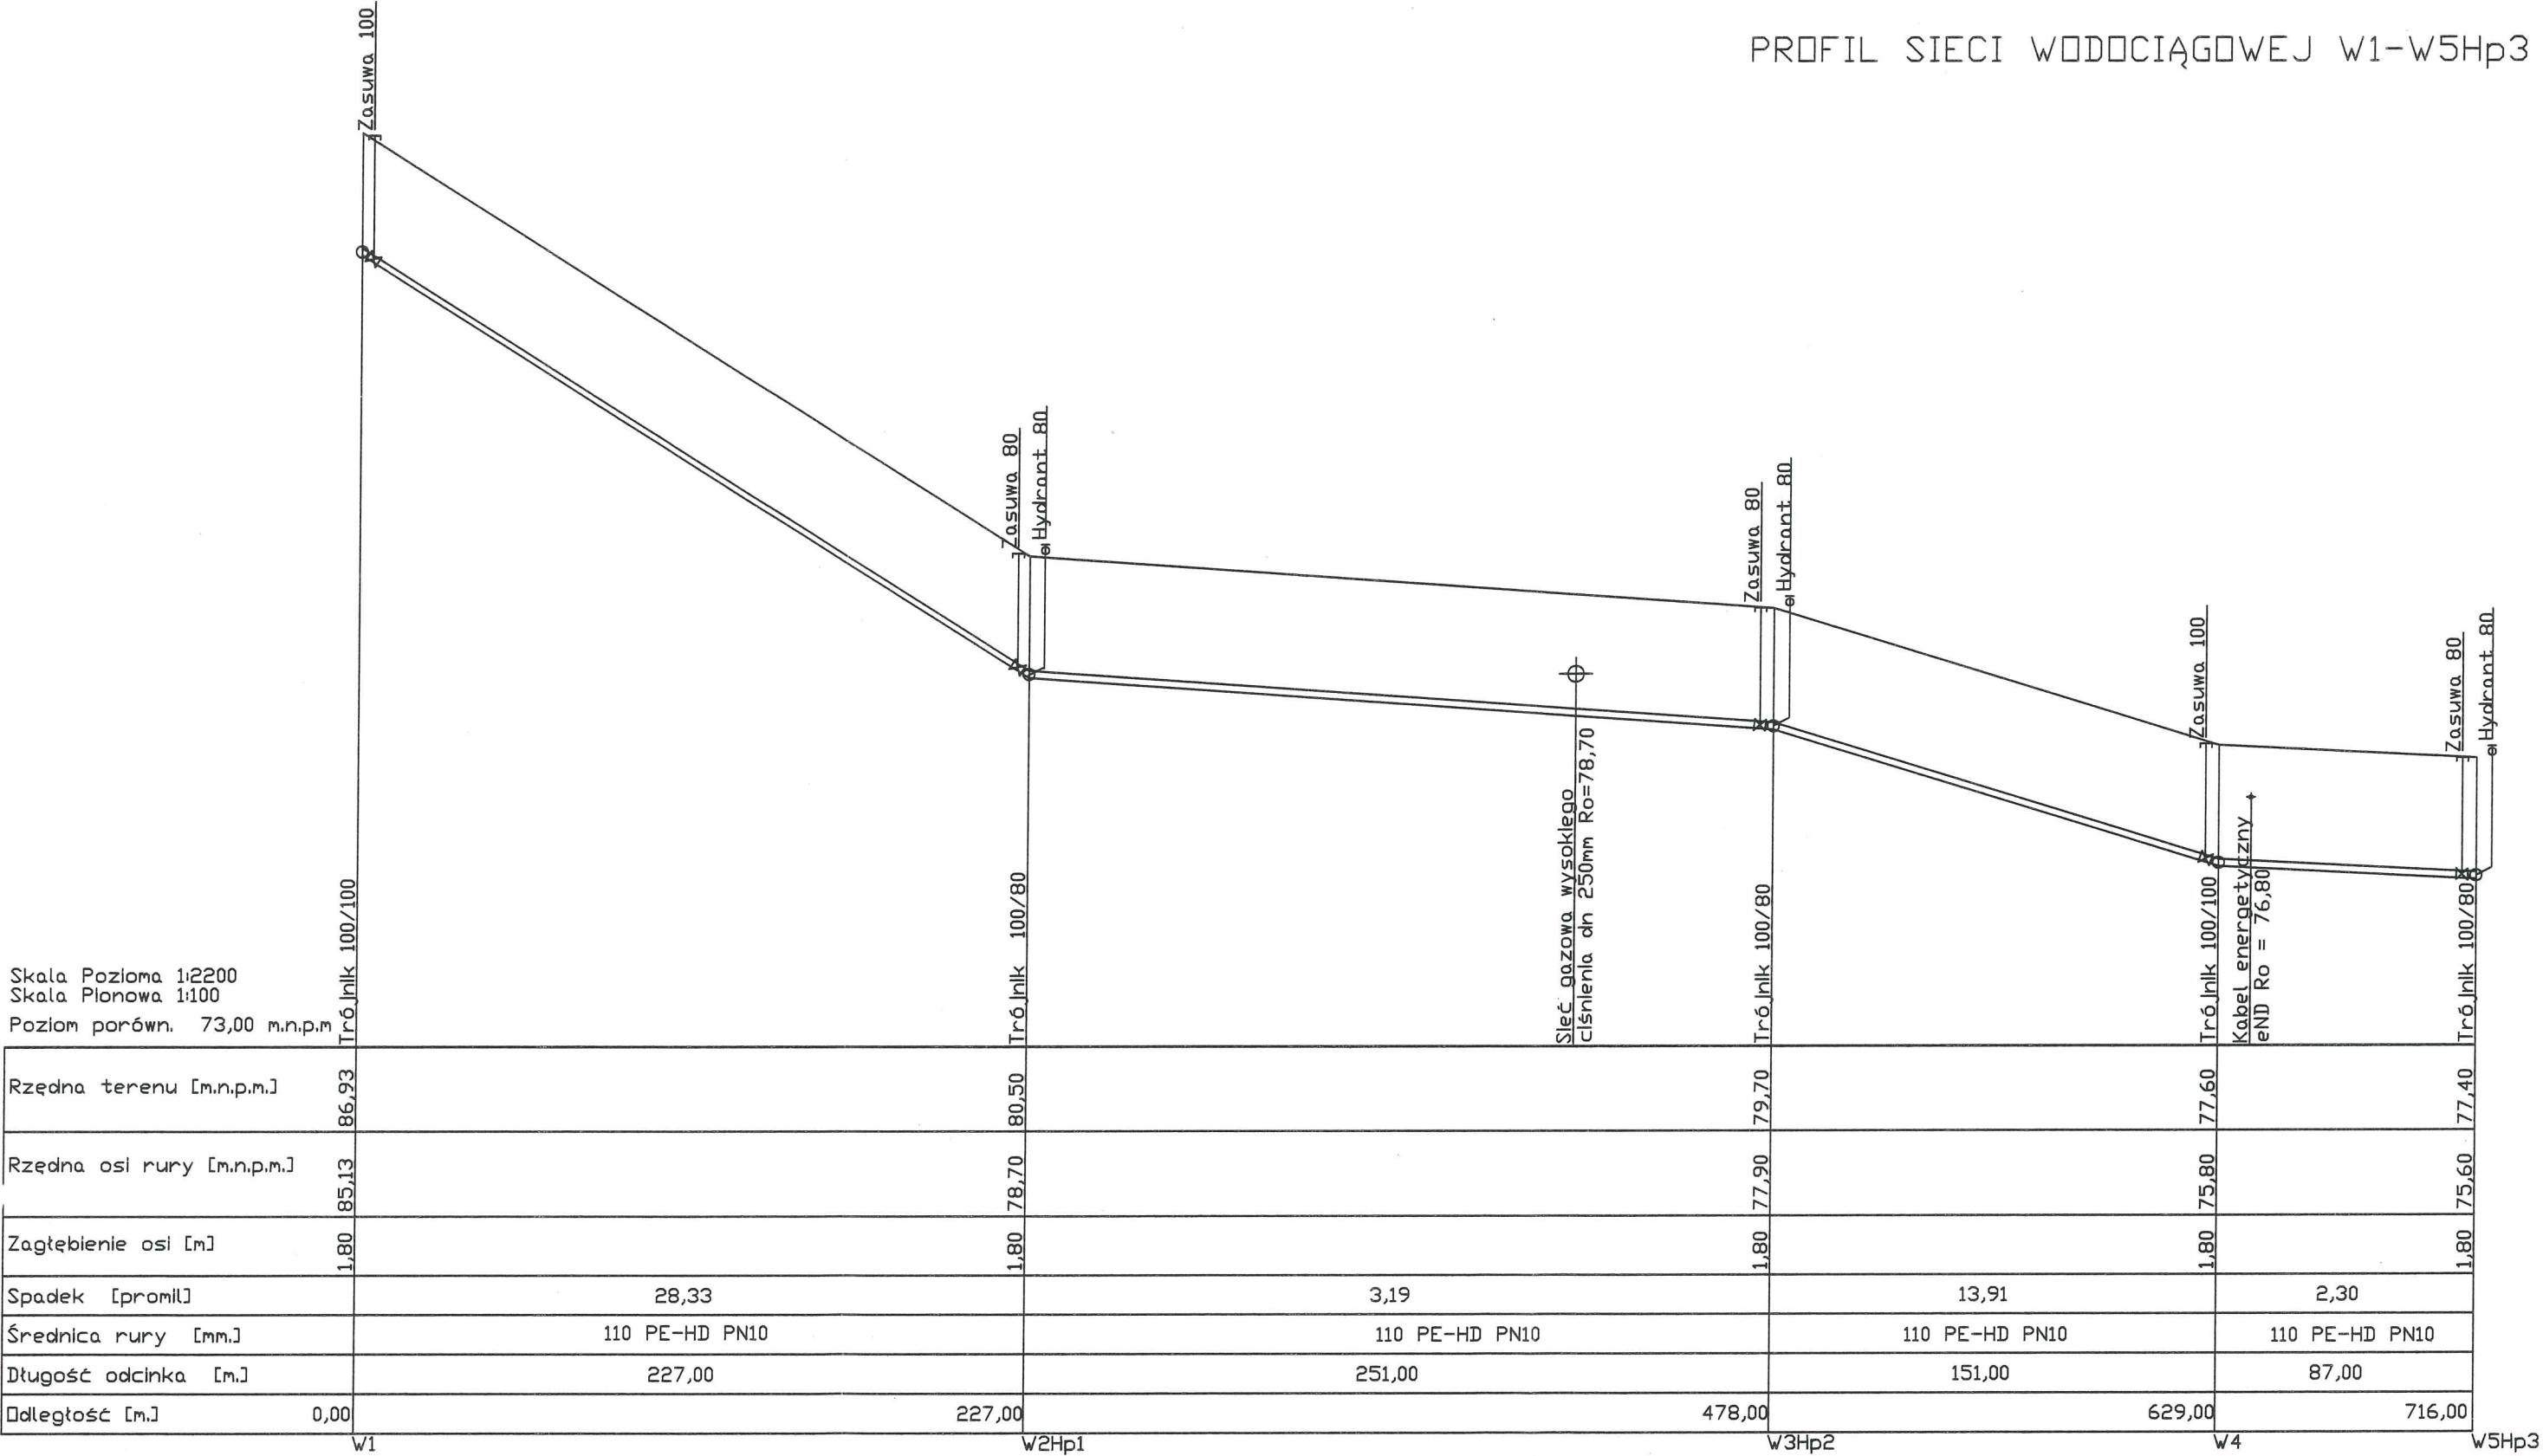 PROFIL SIECI WODOCIĄGOWEJ W1-W5Hp3
Zasuwa 100
Zasuwa 80
Hydrant 80
Zasuwa 80
Hydrant 80
Zasuwa 100
Zasuwa 80
Hydrant 80
Trójnik 100/100
Trójnik 100/80
Sieć gazowa wysokiego
ciśnienia dn 250mm Ro=78,70
Trójnik 100/80
Trójnik 100/100
Kabel energetyczny
eND Ro = 76,80
Trójnik 100/80
Skala Pozioma 1:2200
Skala Pionowa 1:100
Poziom porówn. 73,00 m.n.p.m
Rzędna terenu [m.n.p.m.] 86,93 80,50 79,70 77,60 77,40
Rzędna osi rury [m.n.p.m.] 85,13 78,70 77,90 75,80 75,60
Zagłębienie osi [m] 1,80 1,80 1,80 1,80 1,80
Spadek [promil] 28,33 3,19 13,91 2,30
Średnica rury [mm.] 110 PE-HD PN10 110 PE-HD PN10 110 PE-HD PN10 110 PE-HD PN10
Długość odcinka [m.] 227,00 251,00 151,00 87,00
Odległość [m.] 0,00 227,00 478,00 629,00 716,00
W1 W2Hp1 W3Hp2 W4 W5Hp3